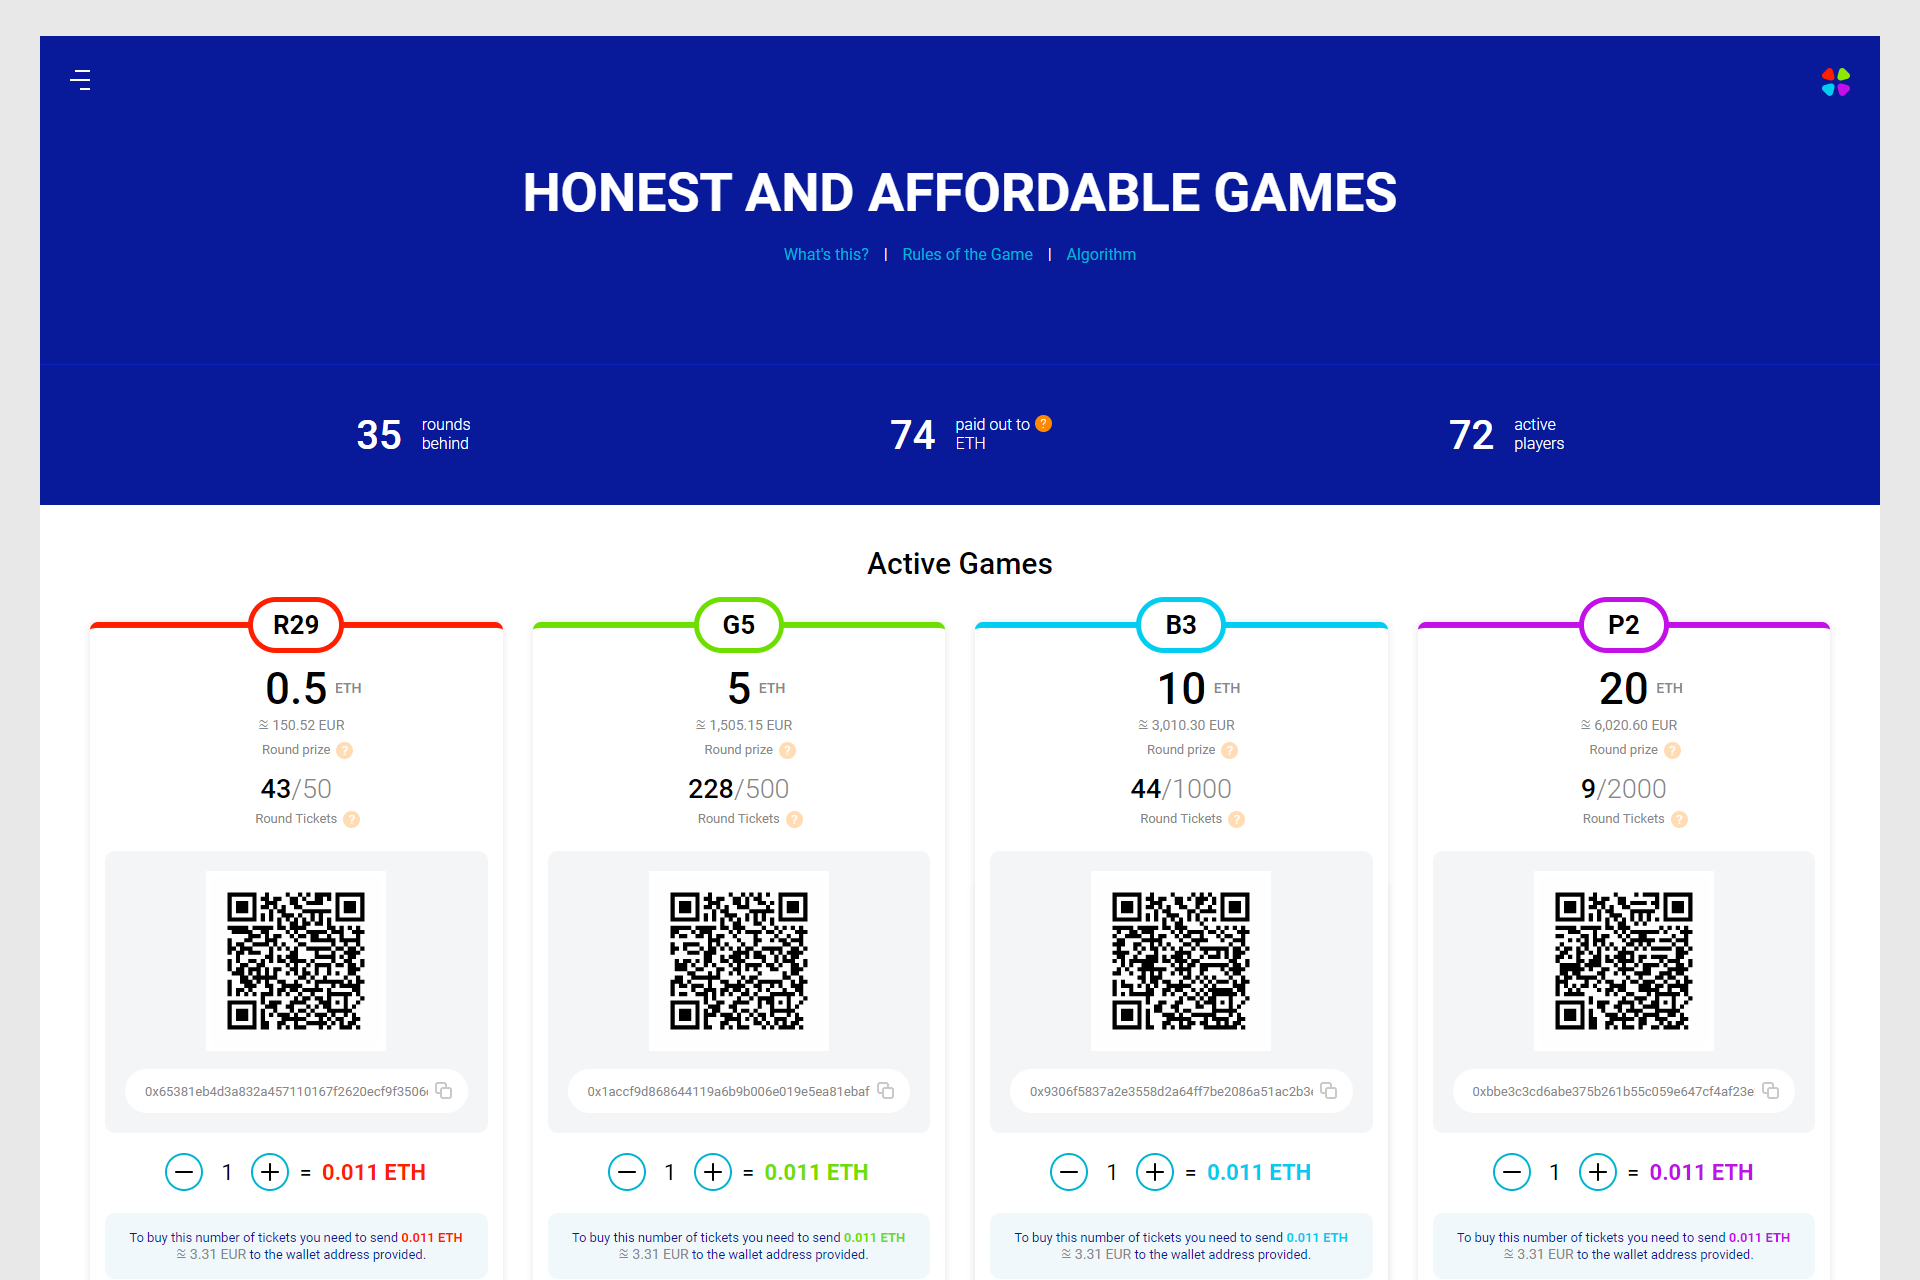 HONEST AND AFFORDABLE GAMES
What's this? | Rules of the Game | Algorithm
35 rounds behind
74 paid out to ? ETH
72 active players
Active Games
R29
0.5 ETH
≅ 150.52 EUR
Round prize ?
43/50
Round Tickets ?
0x65381eb4d3a832a457110167f2620ecf9f3506
1 = 0.011 ETH
To buy this number of tickets you need to send 0.011 ETH
≅ 3.31 EUR to the wallet address provided.
G5
5 ETH
≅ 1,505.15 EUR
Round prize ?
228/500
Round Tickets ?
0x1accf9d868644119a6b9b006e019e5ea81ebaf
1 = 0.011 ETH
To buy this number of tickets you need to send 0.011 ETH
≅ 3.31 EUR to the wallet address provided.
B3
10 ETH
≅ 3,010.30 EUR
Round prize ?
44/1000
Round Tickets ?
0x9306f5837a2e3558d2a64ff7be2086a51ac2b3
1 = 0.011 ETH
To buy this number of tickets you need to send 0.011 ETH
≅ 3.31 EUR to the wallet address provided.
P2
20 ETH
≅ 6,020.60 EUR
Round prize ?
9/2000
Round Tickets ?
0xbbe3c3cd6abe375b261b55c059e647cf4af23e
1 = 0.011 ETH
To buy this number of tickets you need to send 0.011 ETH
≅ 3.31 EUR to the wallet address provided.